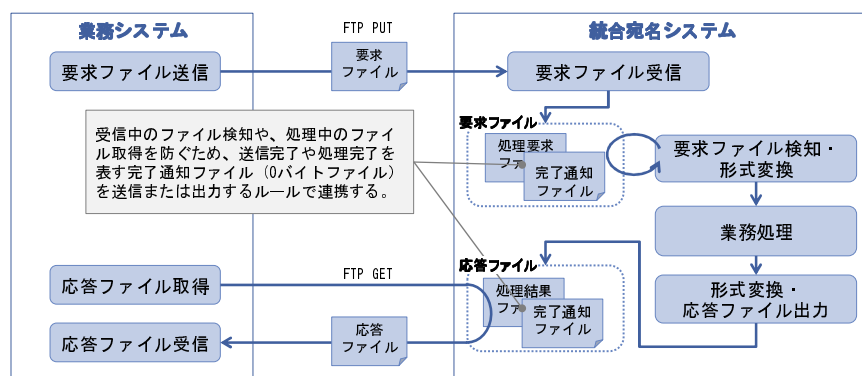 業務システム
FTP PUT
統合宛名システム
要求ファイル送信
要求
ファイル
要求ファイル受信
受信中のファイル検知や、処理中のファイ
ル取得を防ぐため、送信完了や処理完了を
表す完了通知ファイル（0バイトファイル）
を送信または出力するルールで連携する。
要求ファイル
処理要求
ファ
完了通知
ファイル
要求ファイル検知・
形式変換
業務処理
FTP GET
応答ファイル
応答ファイル取得
処理結果
ファ
完了通知
ファイル
形式変換・
応答ファイル出力
応答ファイル受信
応答
ファイル